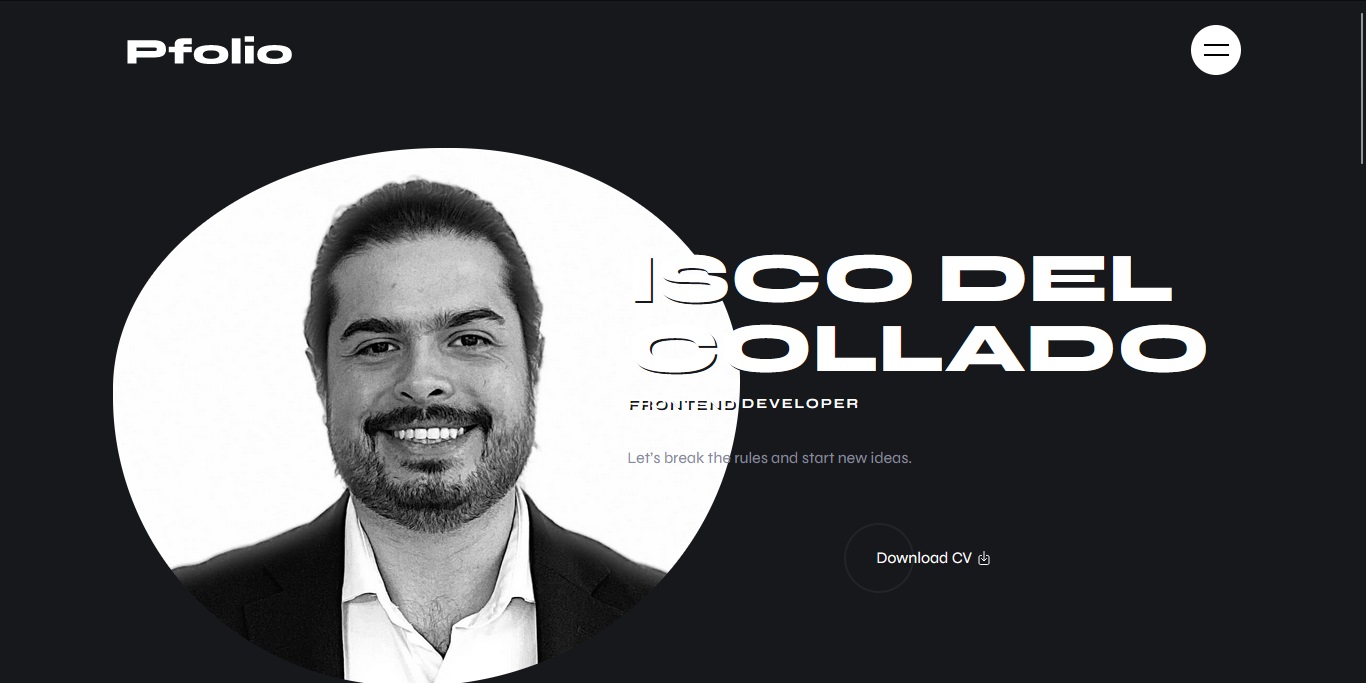 Pfolio
ISCO DEL
COLLADO
FRONTEND DEVELOPER
Let's break the rules and start new ideas.
Download CV